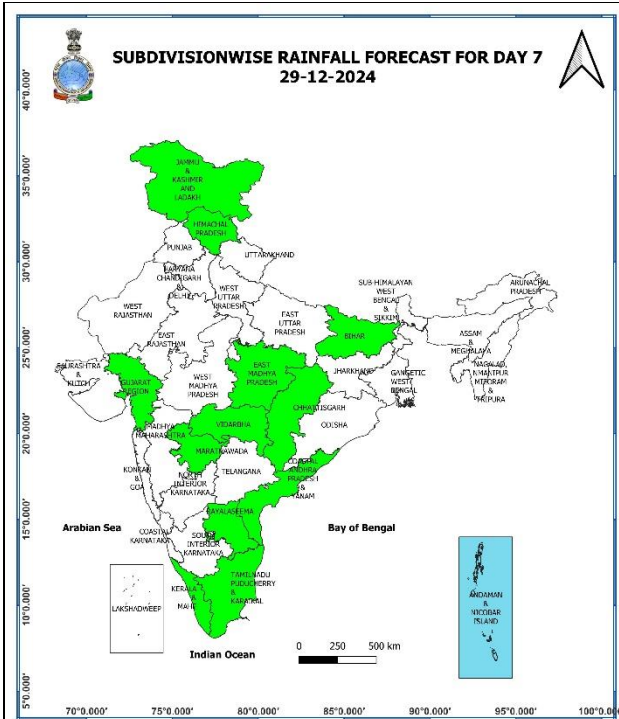 SUBDIVISIONWISE RAINFALL FORECAST FOR DAY 7
29-12-2024
40°0.000'
35°0.000'
30°0.000'
25°0.000'
20°0.000'
15°0.000'
10°0.000'
5°0.000'
JAMMU
&
KASHMIR
AND
LADAKH
HIMACHAL
PRADESH
PUNJAB
UTTARAKHAND
HARYANA
CHANDIGARH
&
DELHI
WEST
UTTAR
PRADESH
WEST
RAJASTHAN
EAST
RAJASTHAN
EAST
UTTAR
PRADESH
SUB-HIMALAYAN
WEST
BENGAL
&
SIKKIM
ARUNACHAL
PRADESH
BIHAR
ASSAM
&
MEGHALAYA
NAGALAD
N.MANIPUR
MIZORAM
&
TRIPURA
SAURASHTRA
&
KUTCH
GUJARAT
REGION
WEST
MADHYA
PRADESH
EAST
MADHYA
PRADESH
JHARKHAND
GANGETIC
WEST
BENGAL
CHHATTISGARH
ODISHA
VIDARBHA
MADHYA
MAHARASHTRA
MARATHAWADA
TELANGANA
COASTAL
ANDHRA
PRADESH
&
YANAM
KONKAN
&
GOA
NORTH
INTERIOR
KARNATAKA
RAYALASEEMA
COASTAL
KARNATAKA
SOUTH
INTERIOR
KARNATAKA
Arabian Sea
Bay of Bengal
KERALA
&
MAHE
TAMILNADU
PUDUCHERRY
&
KARAIKAL
LAKSHADWEEP
ANDAMAN
&
NICOBAR
ISLAND
Indian Ocean
0 250 500 km
70°0.000' 75°0.000' 80°0.000' 85°0.000' 90°0.000' 95°0.000' 100°0.00